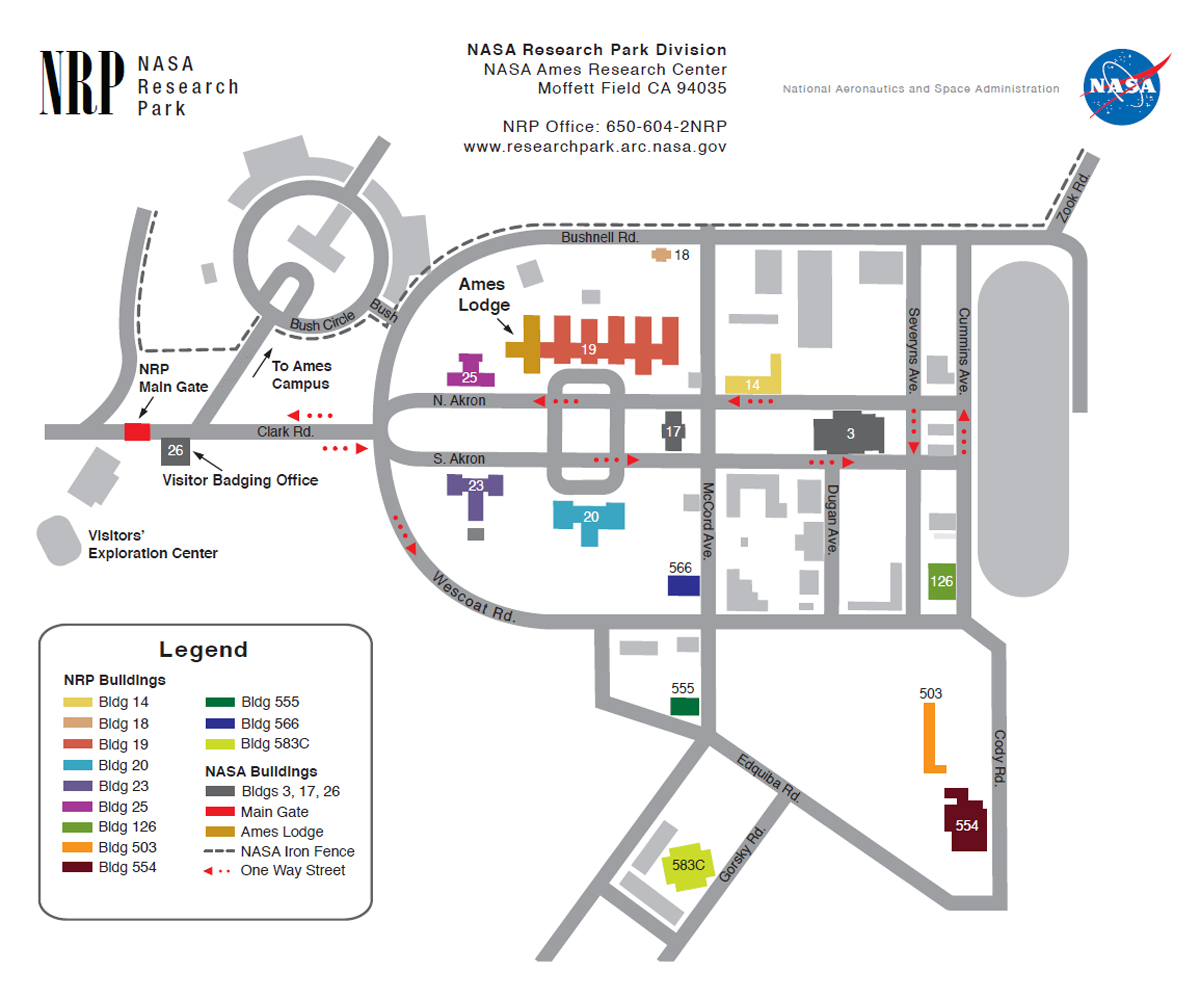 NRP
NASA
Research
Park
NASA Research Park Division
NASA Ames Research Center
Moffett Field CA 94035
NRP Office: 650-604-2NRP
www.researchpark.arc.nasa.gov
National Aeronautics and Space Administration
NASA
Zook Rd.
Bushnell Rd.
18
Ames
Lodge
Bush Circle
Bush
Severyns Ave.
Cummins Ave.
19
NRP
Main Gate
To Ames
Campus
25
14
N. Akron
Clark Rd.
17
3
26
S. Akron
Visitor Badging Office
23
20
McCord Ave.
Dugan Ave.
Visitors'
Exploration Center
566
126
Wescoat Rd.
555
503
Cody Rd.
Edquiba Rd.
554
Gorsky Rd.
583C
Legend
NRP Buildings
Bldg 14
Bldg 18
Bldg 19
Bldg 20
Bldg 23
Bldg 25
Bldg 126
Bldg 503
Bldg 554
Bldg 555
Bldg 566
Bldg 583C
NASA Buildings
Bldgs 3, 17, 26
Main Gate
Ames Lodge
NASA Iron Fence
One Way Street